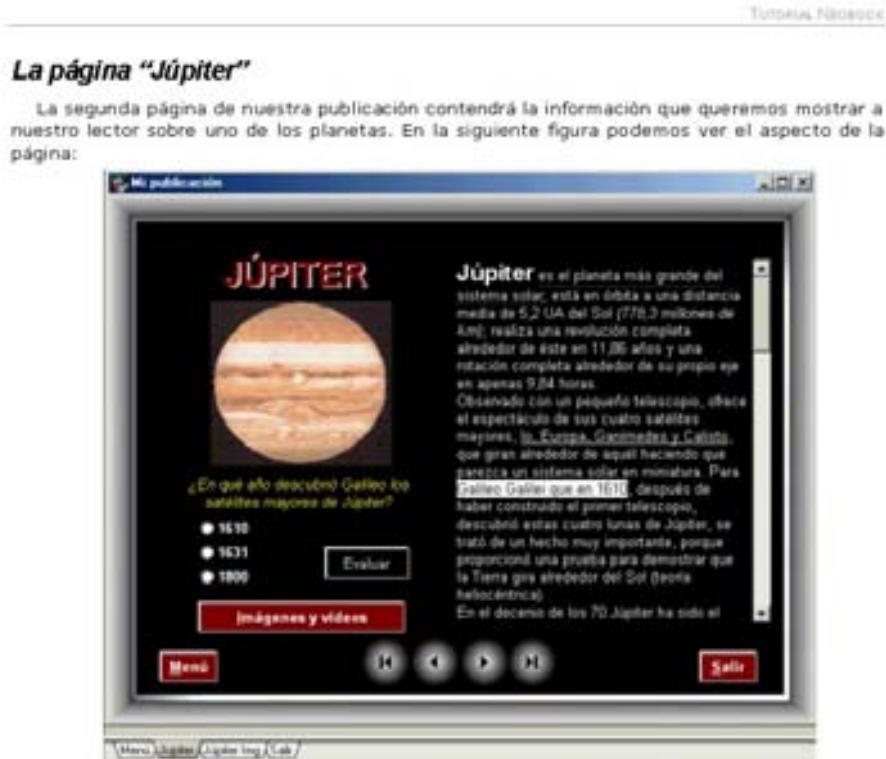 TUTORIAL NEOBOOK
La página “Júpiter”
La segunda página de nuestra publicación contendrá la información que queremos mostrar a
nuestro lector sobre uno de los planetas. En la siguiente figura podemos ver el aspecto de la
página:
Mi publicación
JÚPITER
¿En qué año descubrió Galileo los
satélites mayores de Júpiter?
1610
1631
1800
Evaluar
Imágenes y vídeos
Júpiter es el planeta más grande del
sistema solar, está en órbita a una distancia
media de 5,2 UA del Sol (778,3 millones de
km); realiza una revolución completa
alrededor de éste en 11,86 años y una
rotación completa alrededor de su propio eje
en apenas 9,84 horas.
Observado con un pequeño telescopio, ofrece
el espectáculo de sus cuatro satélites
mayores, Io, Europa, Ganimedes y Calisto,
que giran alrededor de aquél haciendo que
parezca un sistema solar en miniatura. Para
Galileo Galilei que en 1610, después de
haber construido el primer telescopio,
descubrió estas cuatro lunas de Júpiter, se
trató de un hecho muy importante, porque
proporcionó una prueba para demostrar que
la Tierra gira alrededor del Sol (teoría
heliocéntrica).
En el decenio de los 70 Júpiter ha sido el
Menú
Salir
Menú Júpiter Júpiter Img Salir